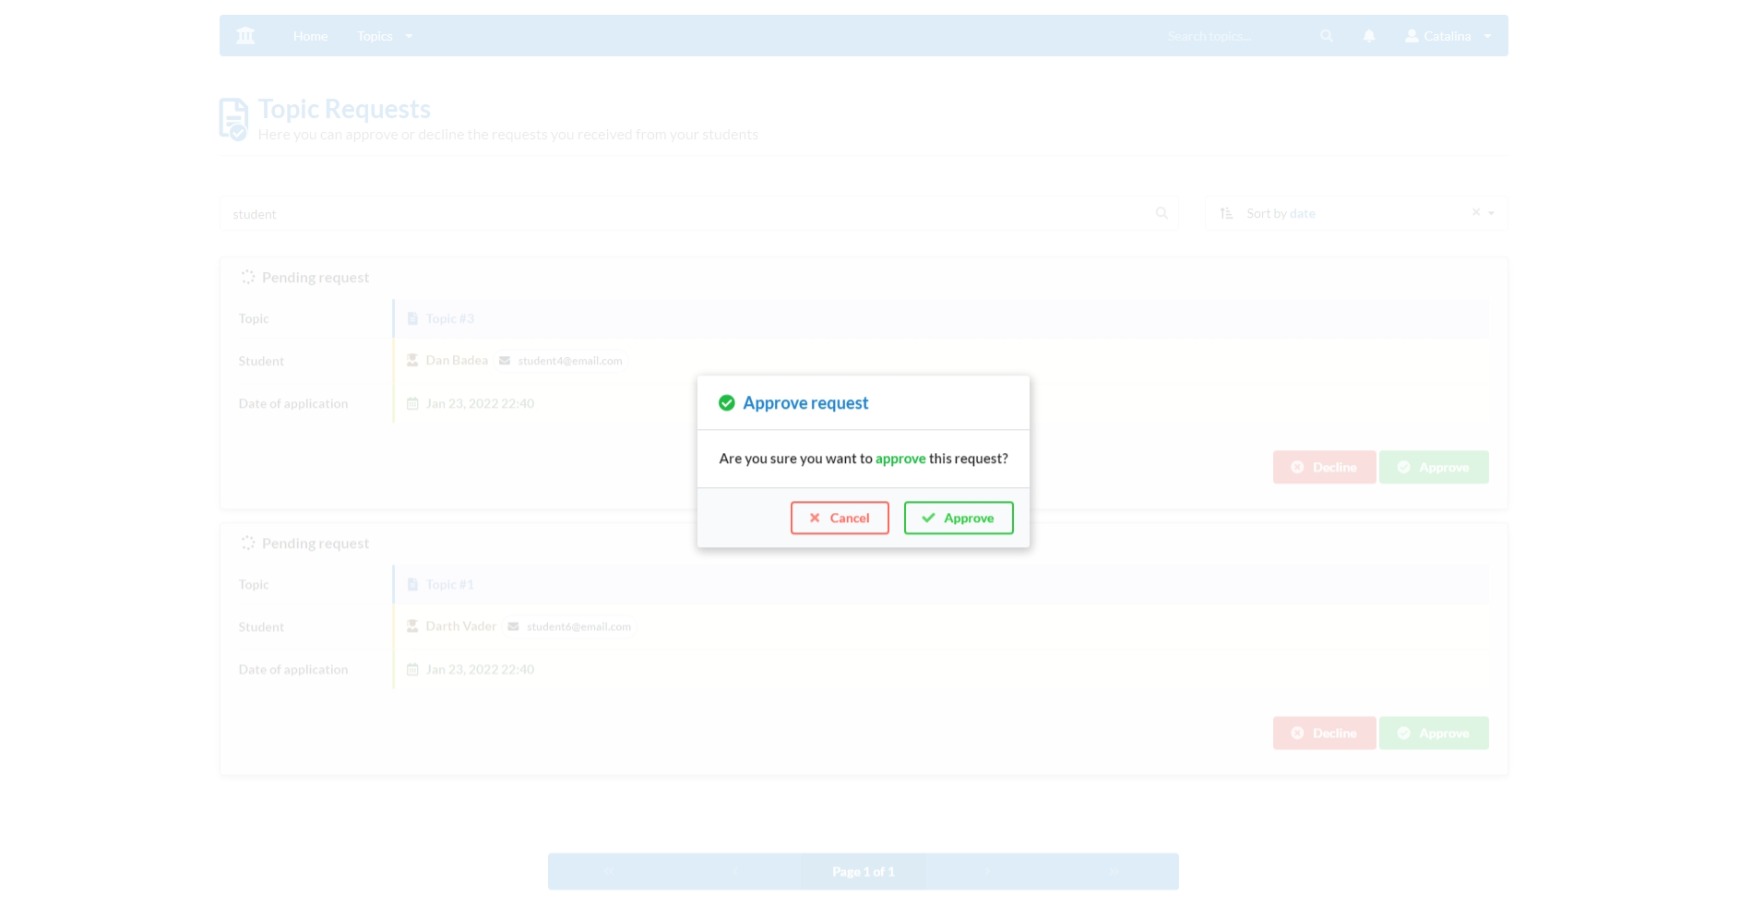 Home Topics Search topics... Catalina
Topic Requests
Here you can approve or decline the requests you received from your students
student Sort by date
Pending request
Topic Topic #3
Student Dan Badea student4@email.com
Date of application Jan 23, 2022 22:40
Decline Approve
Approve request
Are you sure you want to approve this request?
Cancel Approve
Pending request
Topic Topic #1
Student Darth Vader student6@email.com
Date of application Jan 23, 2022 22:40
Decline Approve
Page 1 of 1